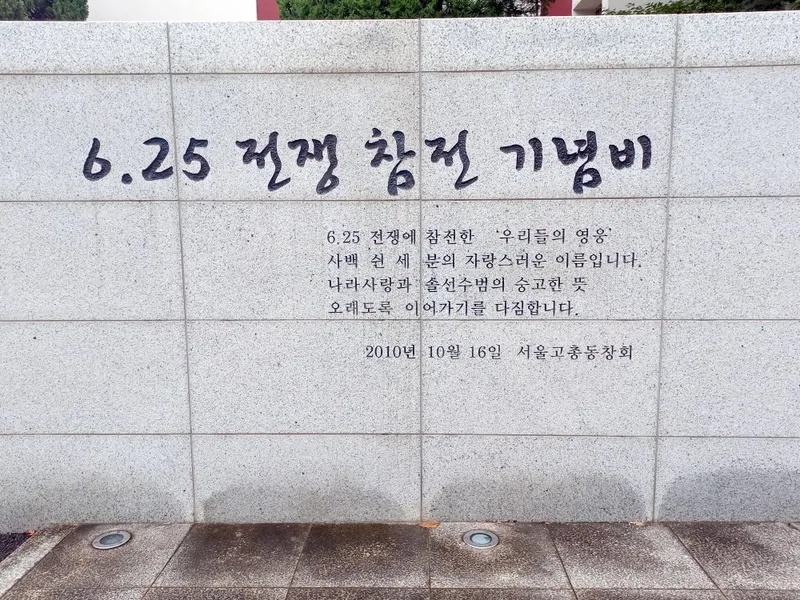 6.25 전쟁 참전 기념비
6.25 전쟁에 참전한 '우리들의 영웅'
사백 쉰 세 분의 자랑스러운 이름입니다.
나라사랑과 솔선수범의 숭고한 뜻
오래도록 이어가기를 다짐합니다.
2010년 10월 16일 서울고총동창회